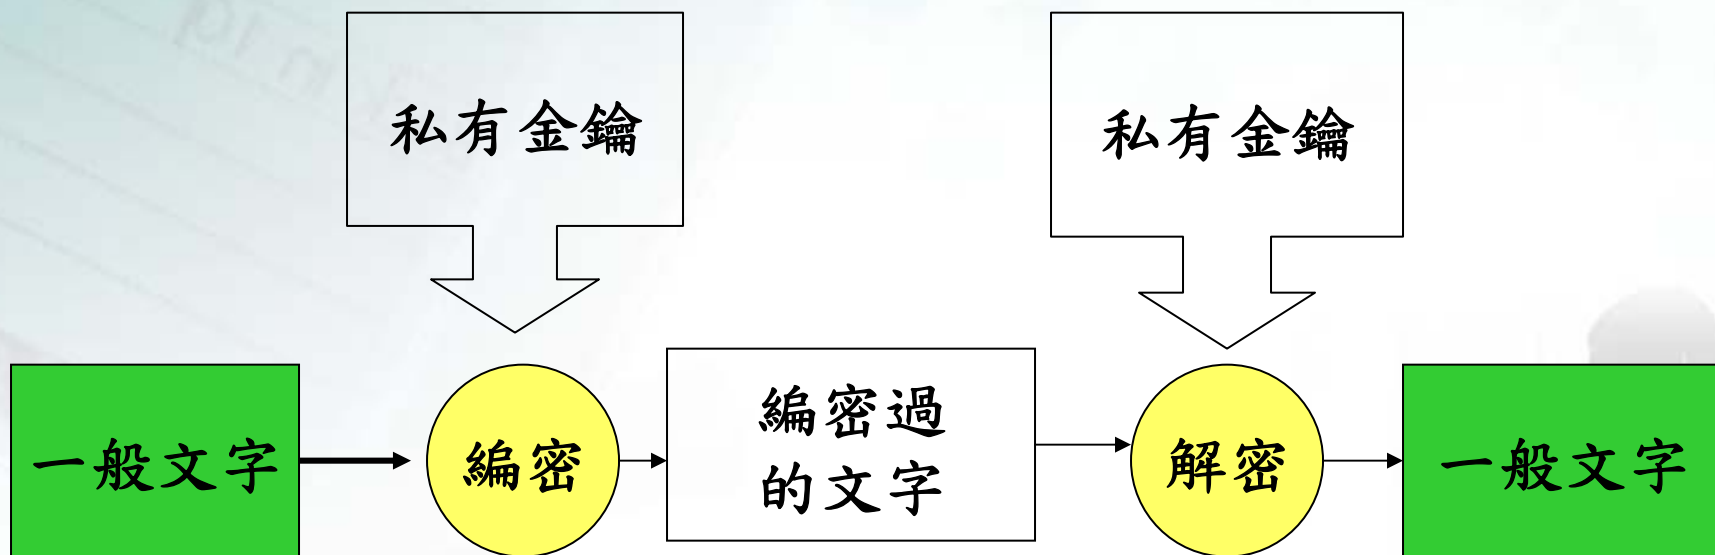 私有金鑰
私有金鑰
一般文字
編密
編密過
的文字
解密
一般文字